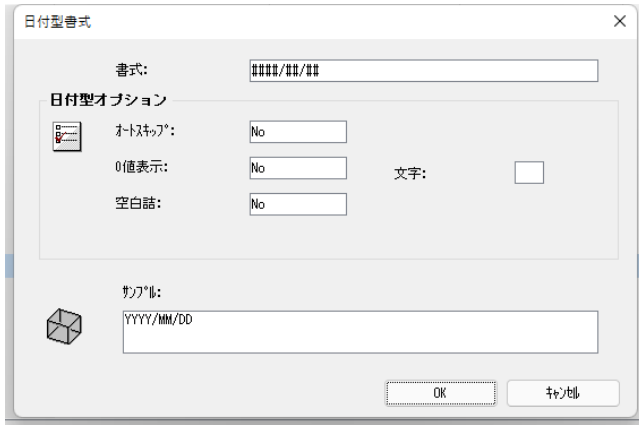 日付型書式
書式: ####/##/##
日付型オプション
ｵｰﾄｽｷｯﾌﾟ: No
0値表示: No 文字:
空白詰: No
ｻﾝﾌﾟﾙ:
YYYY/MM/DD
OK ｷｬﾝｾﾙ